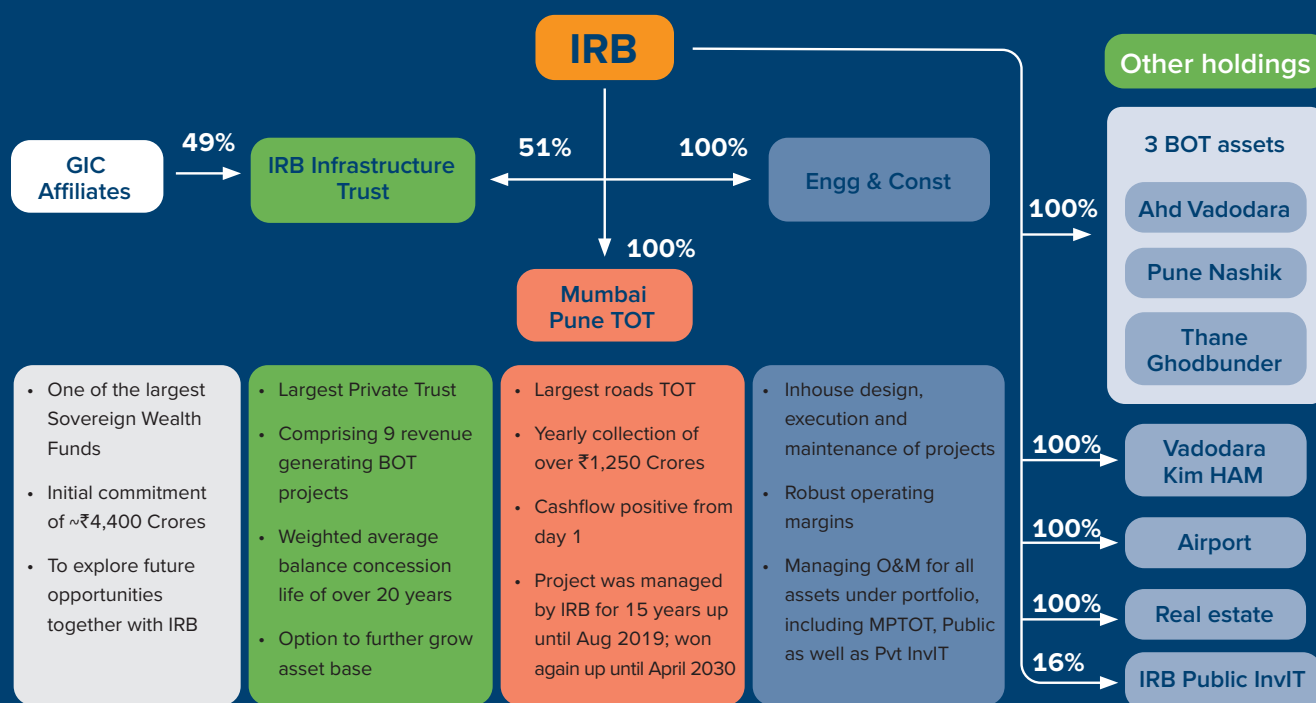 IRB
Other holdings
GIC
Affiliates
49%
IRB Infrastructure
Trust
51%
100%
Engg & Const
100%
Mumbai
Pune TOT
100%
3 BOT assets
Ahd Vadodara
Pune Nashik
Thane
Ghodbunder
100%
Vadodara
Kim HAM
100%
Airport
100%
Real estate
16%
IRB Public InvIT
• One of the largest
Sovereign Wealth
Funds
• Initial commitment
of ~₹4,400 Crores
• To explore future
opportunities
together with IRB
• Largest Private Trust
• Comprising 9 revenue
generating BOT
projects
• Weighted average
balance concession
life of over 20 years
• Option to further grow
asset base
• Largest roads TOT
• Yearly collection of
over ₹1,250 Crores
• Cashflow positive from
day 1
• Project was managed
by IRB for 15 years up
until Aug 2019; won
again up until April 2030
• Inhouse design,
execution and
maintenance of projects
• Robust operating
margins
• Managing O&M for all
assets under portfolio,
including MPTOT, Public
as well as Pvt InvIT